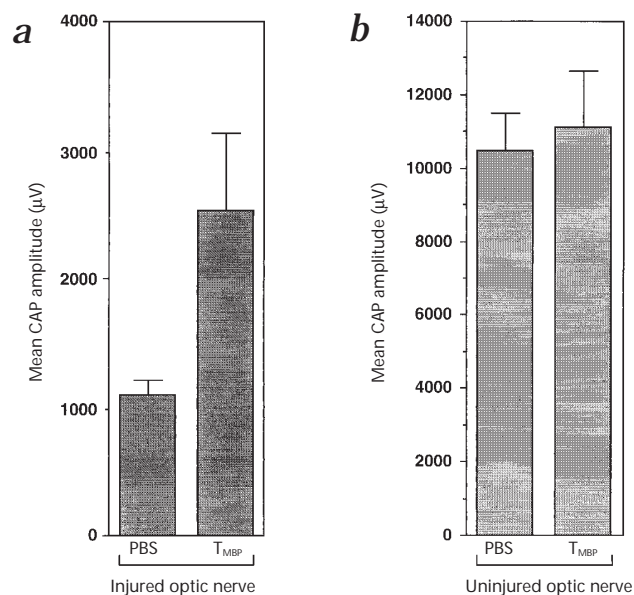 a
4000
3000
2000
1000
0
Mean CAP amplitude (µV)
PBS TMBP
Injured optic nerve
b
14000
12000
10000
8000
6000
4000
2000
0
Mean CAP amplitude (µV)
PBS TMBP
Uninjured optic nerve